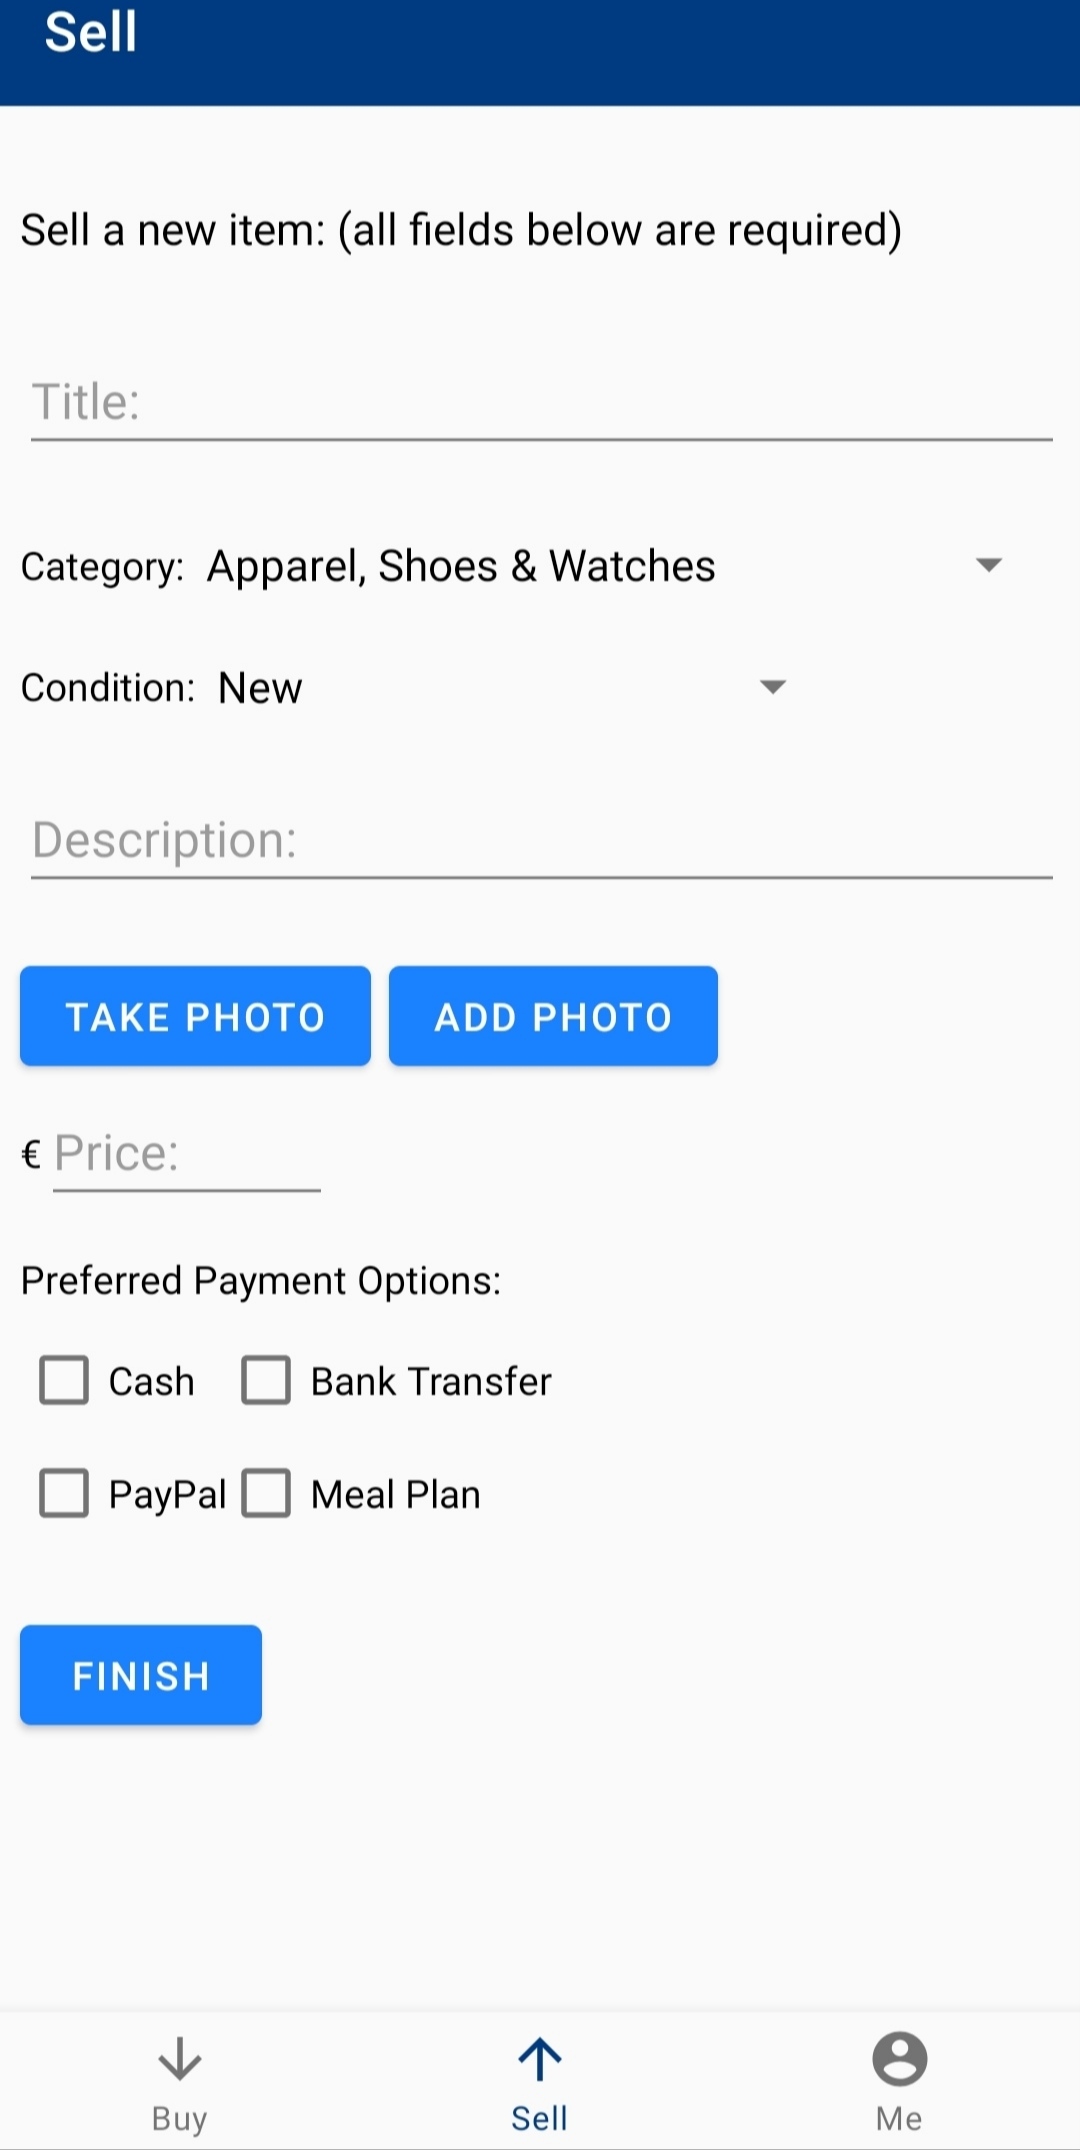 Sell
Sell a new item: (all fields below are required)
Title:
Category: Apparel, Shoes & Watches
Condition: New
Description:
TAKE PHOTO ADD PHOTO
€ Price:
Preferred Payment Options:
Cash Bank Transfer
PayPal Meal Plan
FINISH
Buy Sell Me